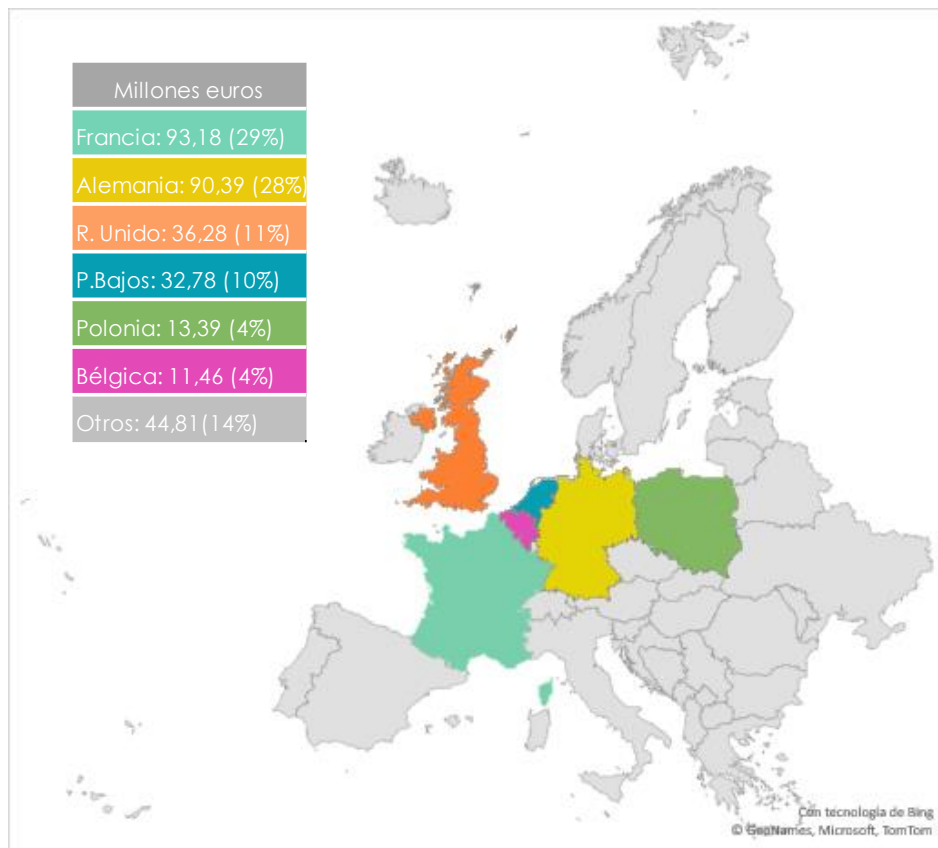 Millones euros
Francia: 93,18 (29%)
Alemania: 90,39 (28%)
R. Unido: 36,28 (11%)
P.Bajos: 32,78 (10%)
Polonia: 13,39 (4%)
Bélgica: 11,46 (4%)
Otros: 44,81(14%)
Con tecnología de Bing
© GeoNames, Microsoft, TomTom